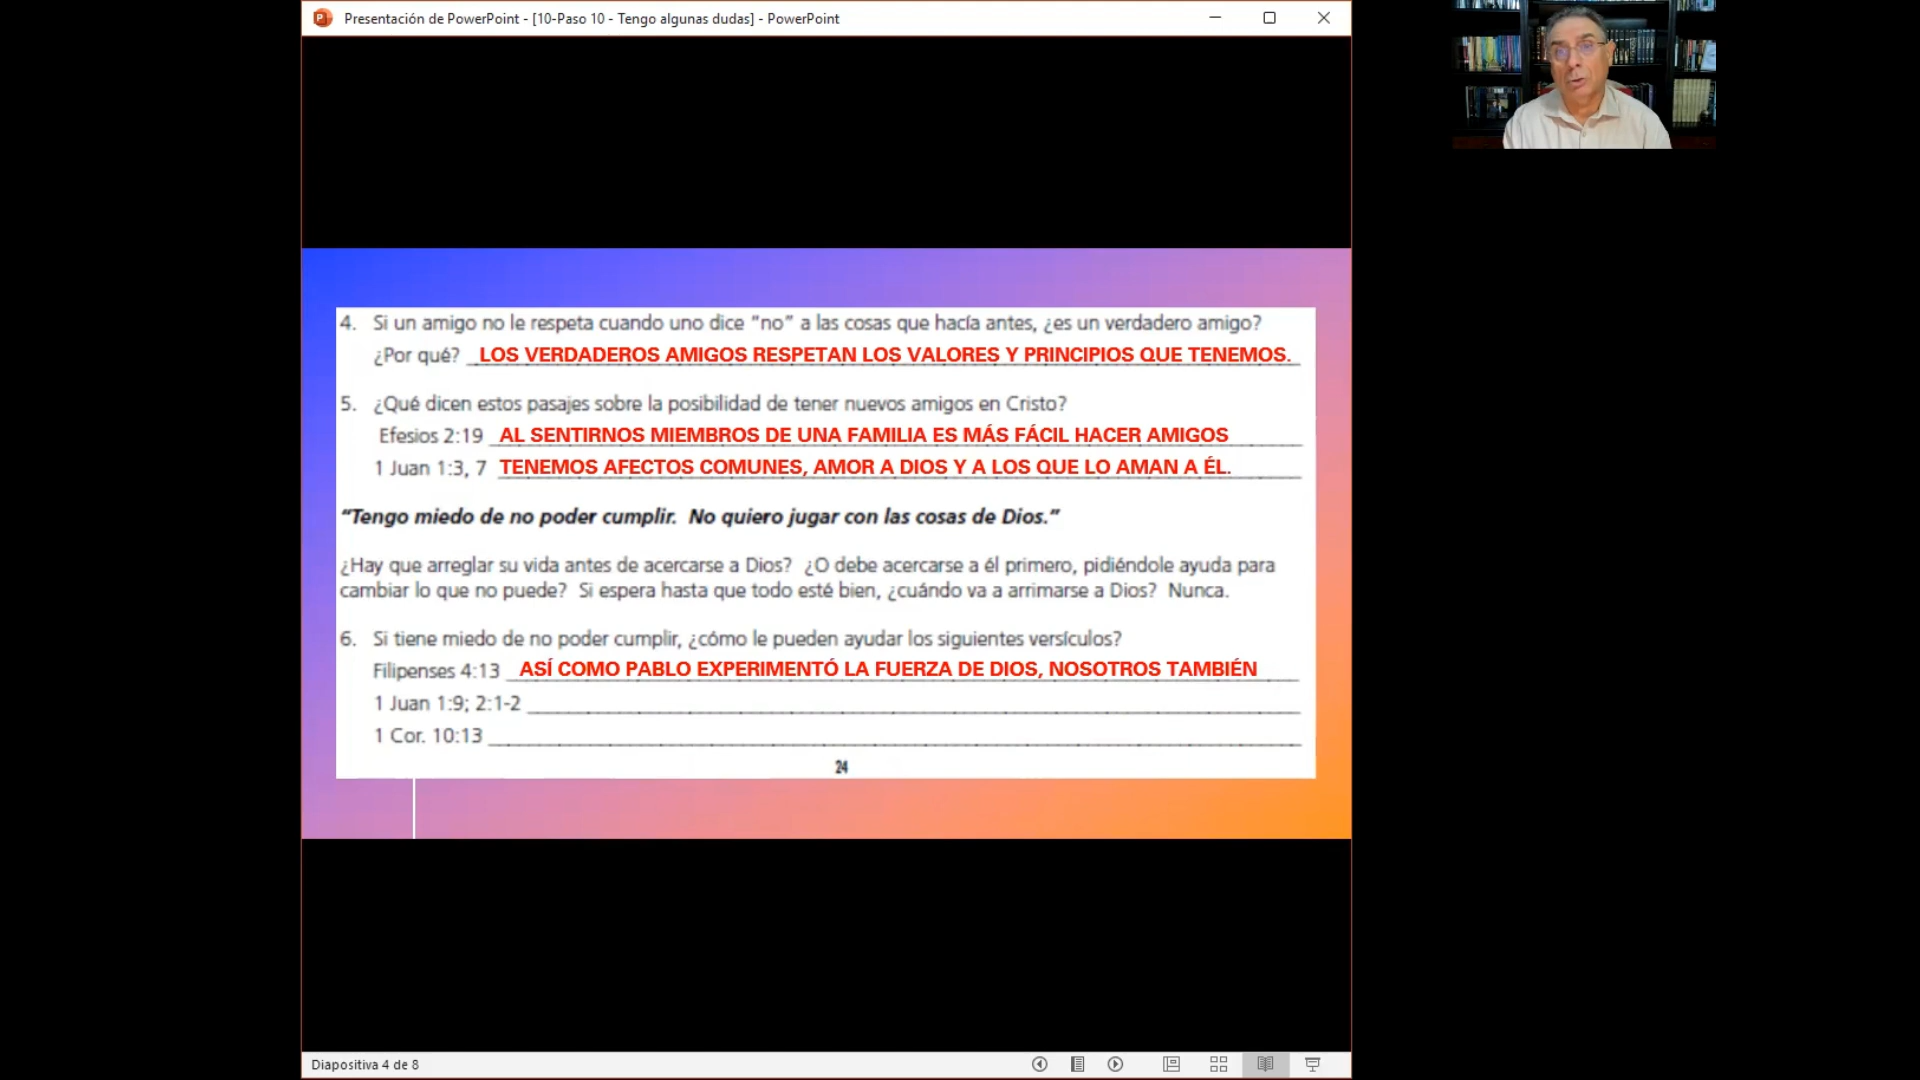 Presentación de PowerPoint - [10-Paso 10 - Tengo algunas dudas] - PowerPoint
4. Si un amigo no le respeta cuando uno dice "no" a las cosas que hacía antes, ¿es un verdadero amigo?
¿Por qué? LOS VERDADEROS AMIGOS RESPETAN LOS VALORES Y PRINCIPIOS QUE TENEMOS.
5. ¿Qué dicen estos pasajes sobre la posibilidad de tener nuevos amigos en Cristo?
Efesios 2:19 AL SENTIRNOS MIEMBROS DE UNA FAMILIA ES MÁS FÁCIL HACER AMIGOS
1 Juan 1:3, 7 TENEMOS AFECTOS COMUNES, AMOR A DIOS Y A LOS QUE LO AMAN A ÉL.
"Tengo miedo de no poder cumplir. No quiero jugar con las cosas de Dios."
¿Hay que arreglar su vida antes de acercarse a Dios? ¿O debe acercarse a él primero, pidiéndole ayuda para
cambiar lo que no puede? Si espera hasta que todo esté bien, ¿cuándo va a arrimarse a Dios? Nunca.
6. Si tiene miedo de no poder cumplir, ¿cómo le pueden ayudar los siguientes versículos?
Filipenses 4:13 ASÍ COMO PABLO EXPERIMENTÓ LA FUERZA DE DIOS, NOSOTROS TAMBIÉN
1 Juan 1:9; 2:1-2
1 Cor. 10:13
24
Diapositiva 4 de 8